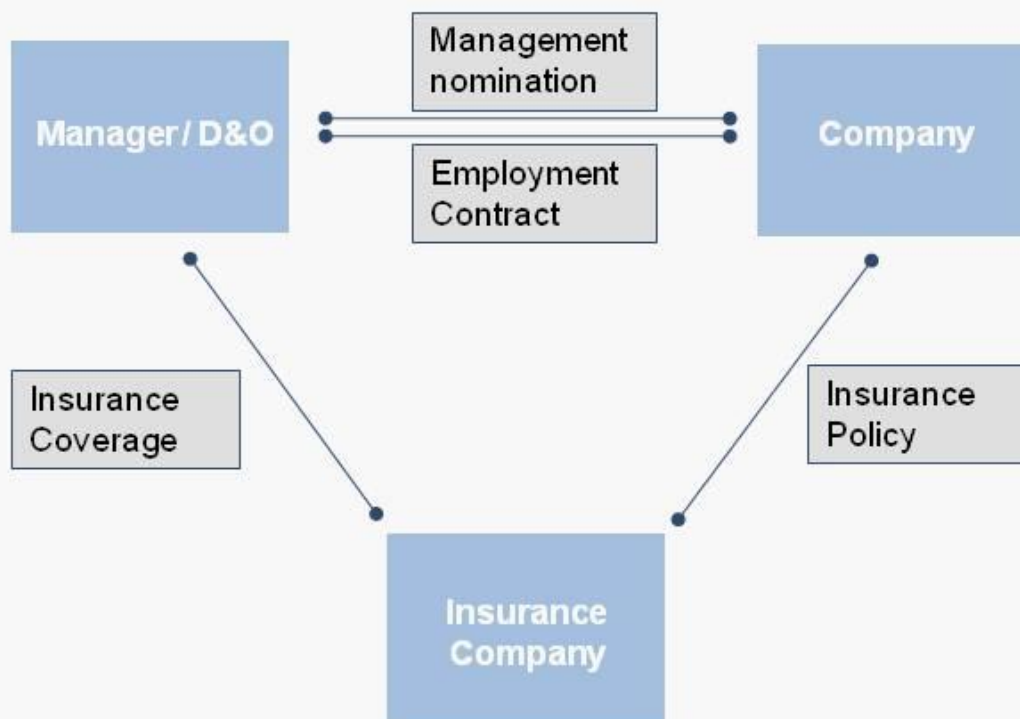 Management
nomination
Manager / D&O
Company
Employment
Contract
Insurance
Coverage
Insurance
Policy
Insurance
Company